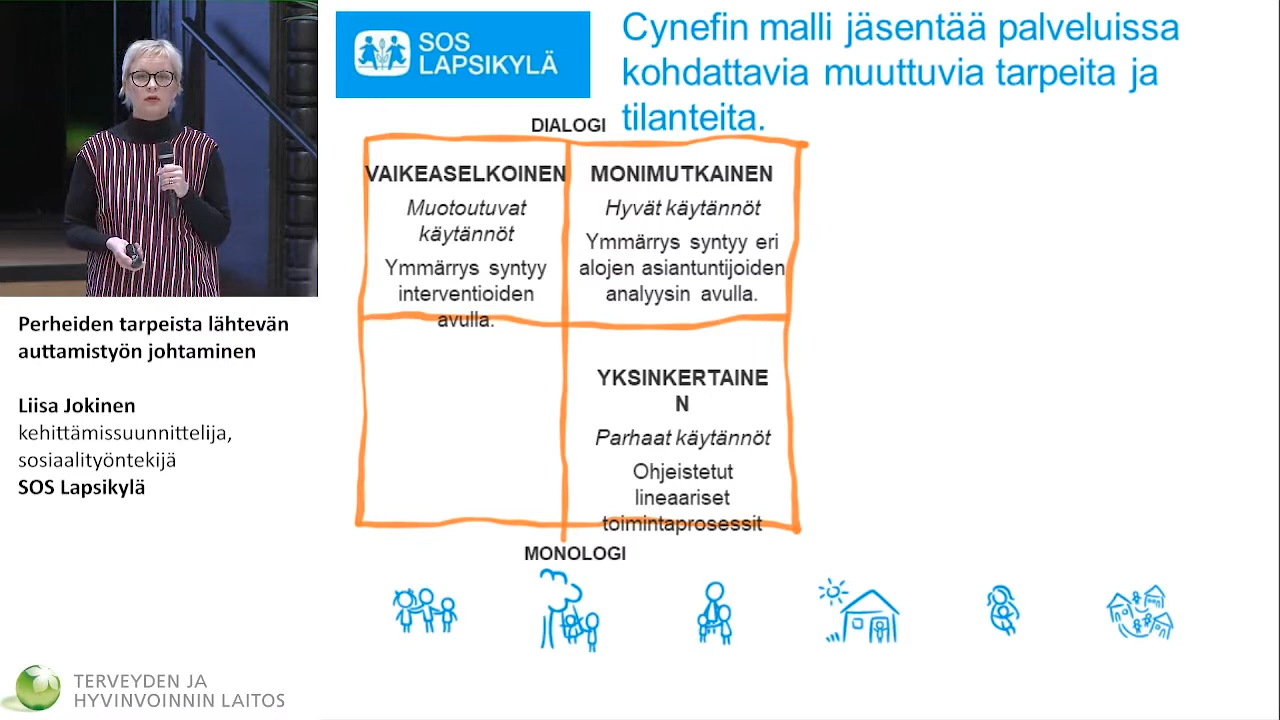 SOS
LAPSIKYLÄ
Cynefin malli jäsentää palveluissa
kohdattavia muuttuvia tarpeita ja
tilanteita.
DIALOGI
VAIKEASELKOINEN
Muotoutuvat
käytännöt
Ymmärrys syntyy
interventioiden
avulla.
MONIMUTKAINEN
Hyvät käytännöt
Ymmärrys syntyy eri
alojen asiantuntijoiden
analyysin avulla.
YKSINKERTAINE
N
Parhaat käytännöt
Ohjeistetut
lineaariset
toimintaprosessit
MONOLOGI
Perheiden tarpeista lähtevän
auttamistyön johtaminen
Liisa Jokinen
kehittämissuunnittelija,
sosiaalityöntekijä
SOS Lapsikylä
TERVEYDEN JA
HYVINVOINNIN LAITOS